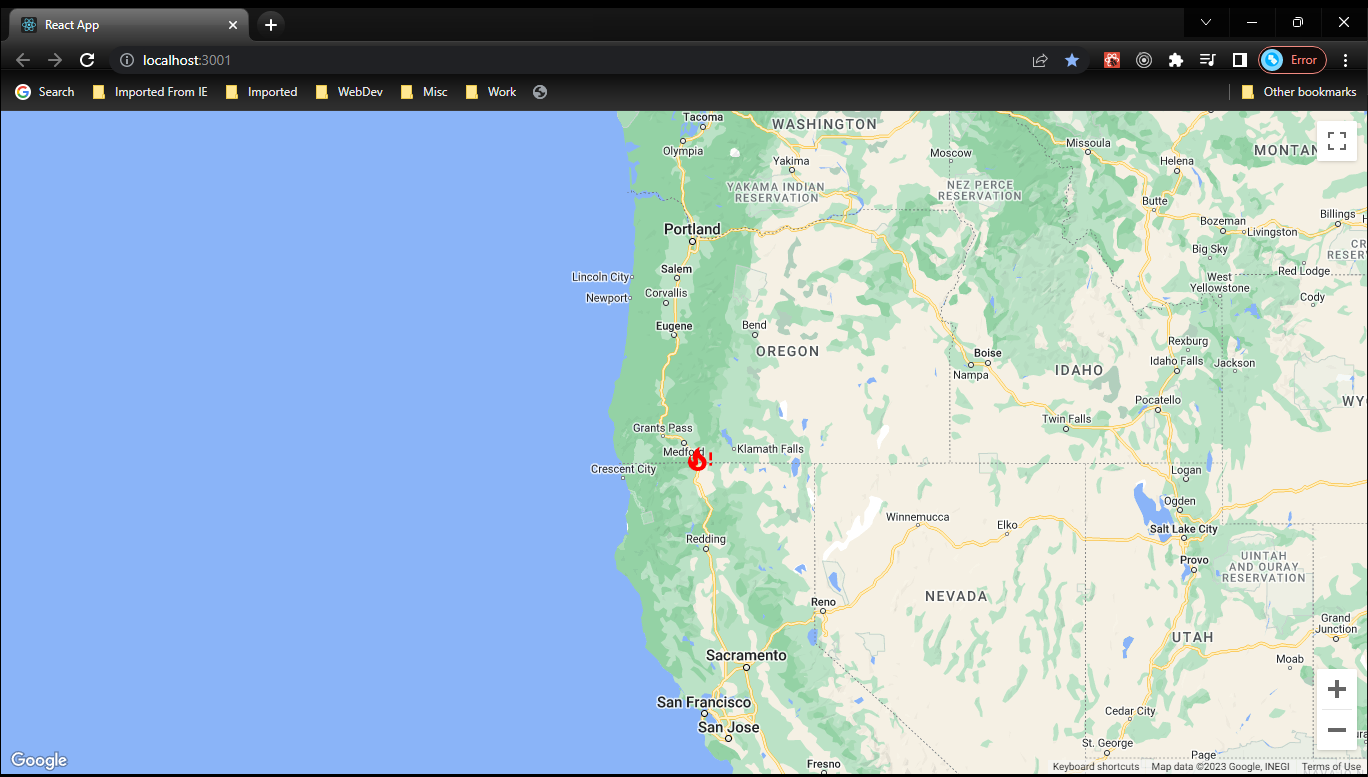 React App
localhost:3001
Error
Search
Imported From IE
Imported
WebDev
Misc
Work
Other bookmarks
Tacoma
WASHINGTON
Olympia
Yakima
Moscow
Missoula
Helena
MONTAN
YAKAMA INDIAN
RESERVATION
NEZ PERCE
RESERVATION
Butte
Billings
Portland
Bozeman
Livingston
Big Sky
CR
RESER
Salem
Lincoln City
Red Lodge
West
Yellowstone
Newport
Corvallis
Cody
Eugene
Bend
OREGON
Rexburg
Boise
Idaho Falls
Jackson
Nampa
IDAHO
Pocatello
WYO
Twin Falls
Grants Pass
Medford
Klamath Falls
Crescent City
Logan
Ogden
Winnemucca
Elko
Salt Lake City
Redding
Provo
UINTAH
AND OURAY
RESERVATION
Reno
NEVADA
Grand
Junction
UTAH
Sacramento
Moab
San Francisco
Cedar City
San Jose
St. George
Page
Fresno
Google
Keyboard shortcuts
Map data ©2023 Google, INEGI
Terms of Use